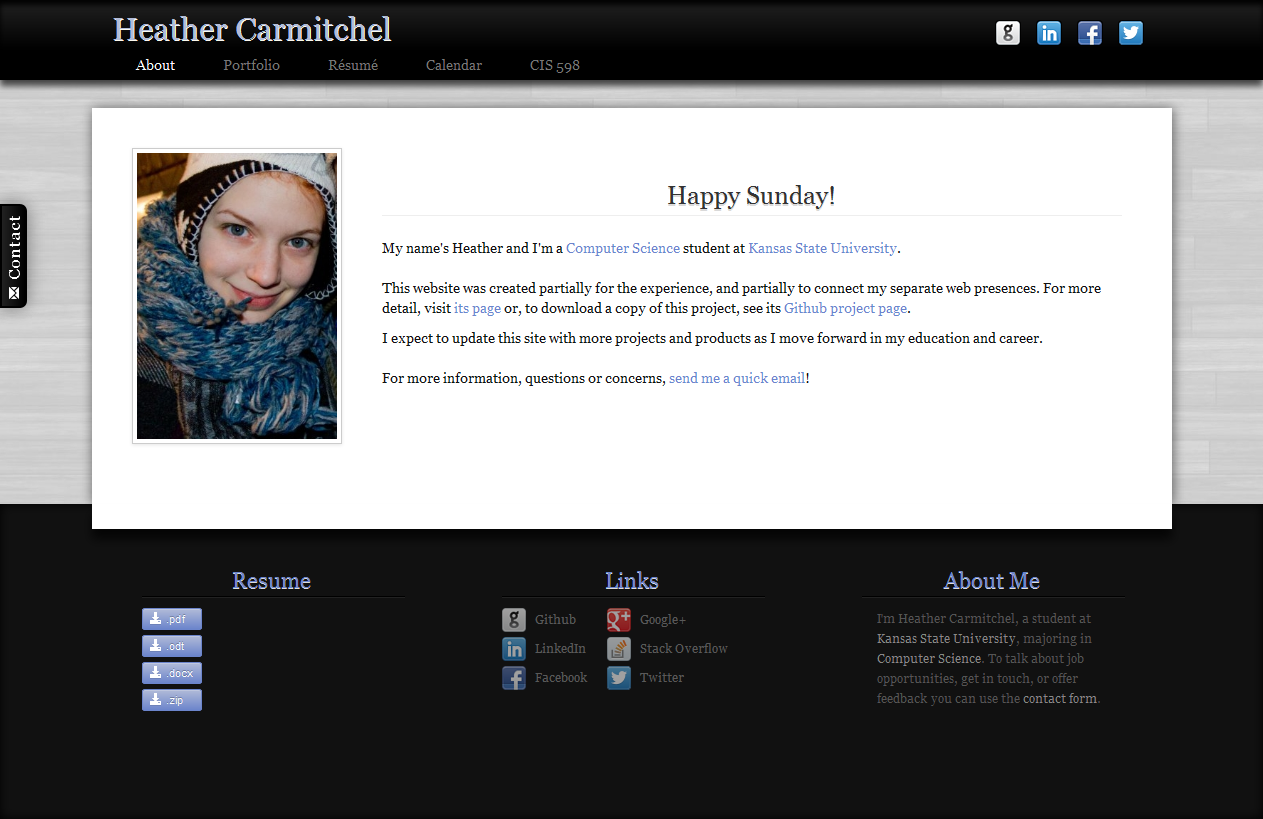 Heather Carmitchel
About Portfolio Résumé Calendar CIS 598
Contact
Happy Sunday!
My name's Heather and I'm a Computer Science student at Kansas State University.
This website was created partially for the experience, and partially to connect my separate web presences. For more
detail, visit its page or, to download a copy of this project, see its Github project page.
I expect to update this site with more projects and products as I move forward in my education and career.
For more information, questions or concerns, send me a quick email!
Resume
.pdf
.odt
.docx
.zip
Links
Github Google+
LinkedIn Stack Overflow
Facebook Twitter
About Me
I'm Heather Carmitchel, a student at
Kansas State University, majoring in
Computer Science. To talk about job
opportunities, get in touch, or offer
feedback you can use the contact form.